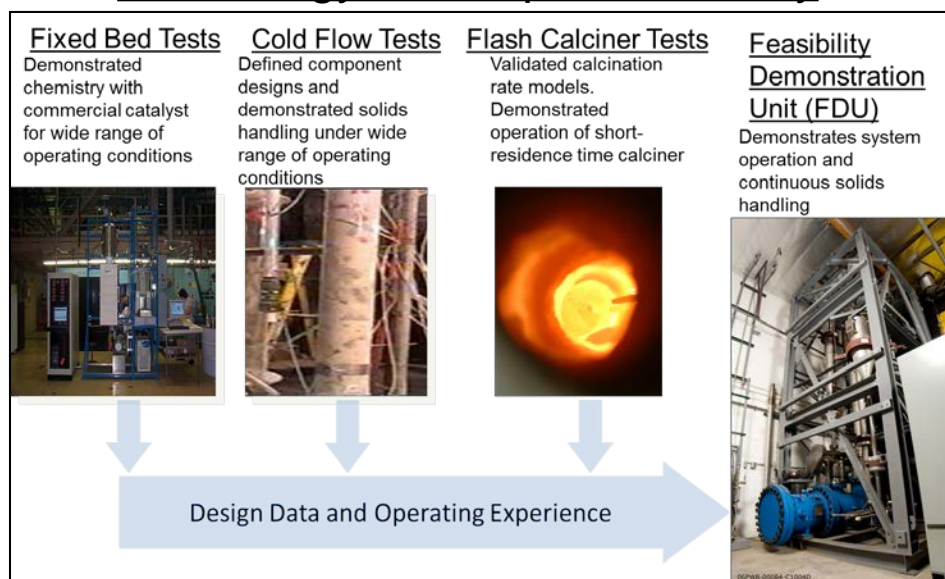 Fixed Bed Tests
Demonstrated
chemistry with
commercial catalyst
for wide range of
operating conditions
Cold Flow Tests
Defined component
designs and
demonstrated solids
handling under wide
range of operating
conditions
Flash Calciner Tests
Validated calcination
rate models.
Demonstrated
operation of short-
residence time calciner
Feasibility
Demonstration
Unit (FDU)
Demonstrates system
operation and
continuous solids
handling
Design Data and Operating Experience